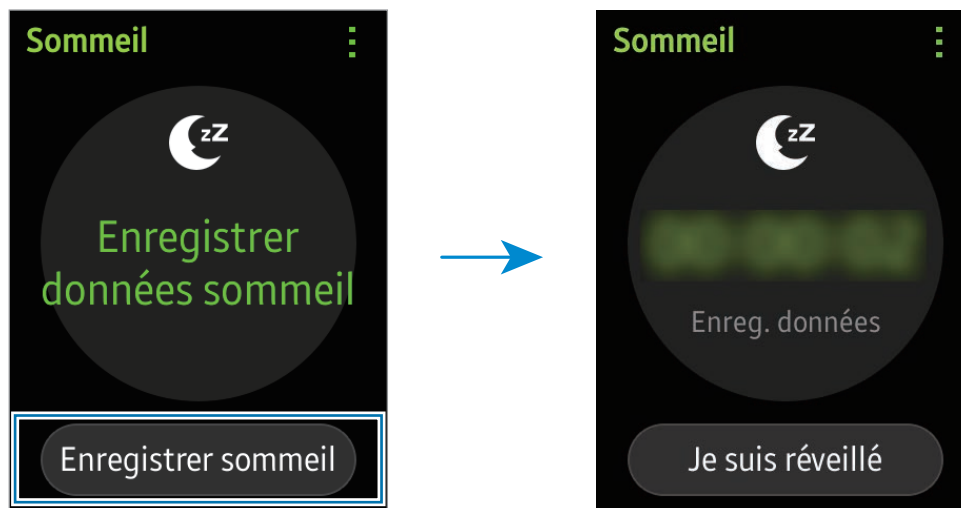 Sommeil
zZ
Enregistrer
données sommeil
Enregistrer sommeil
Sommeil
zZ
Enreg. données
Je suis réveillé